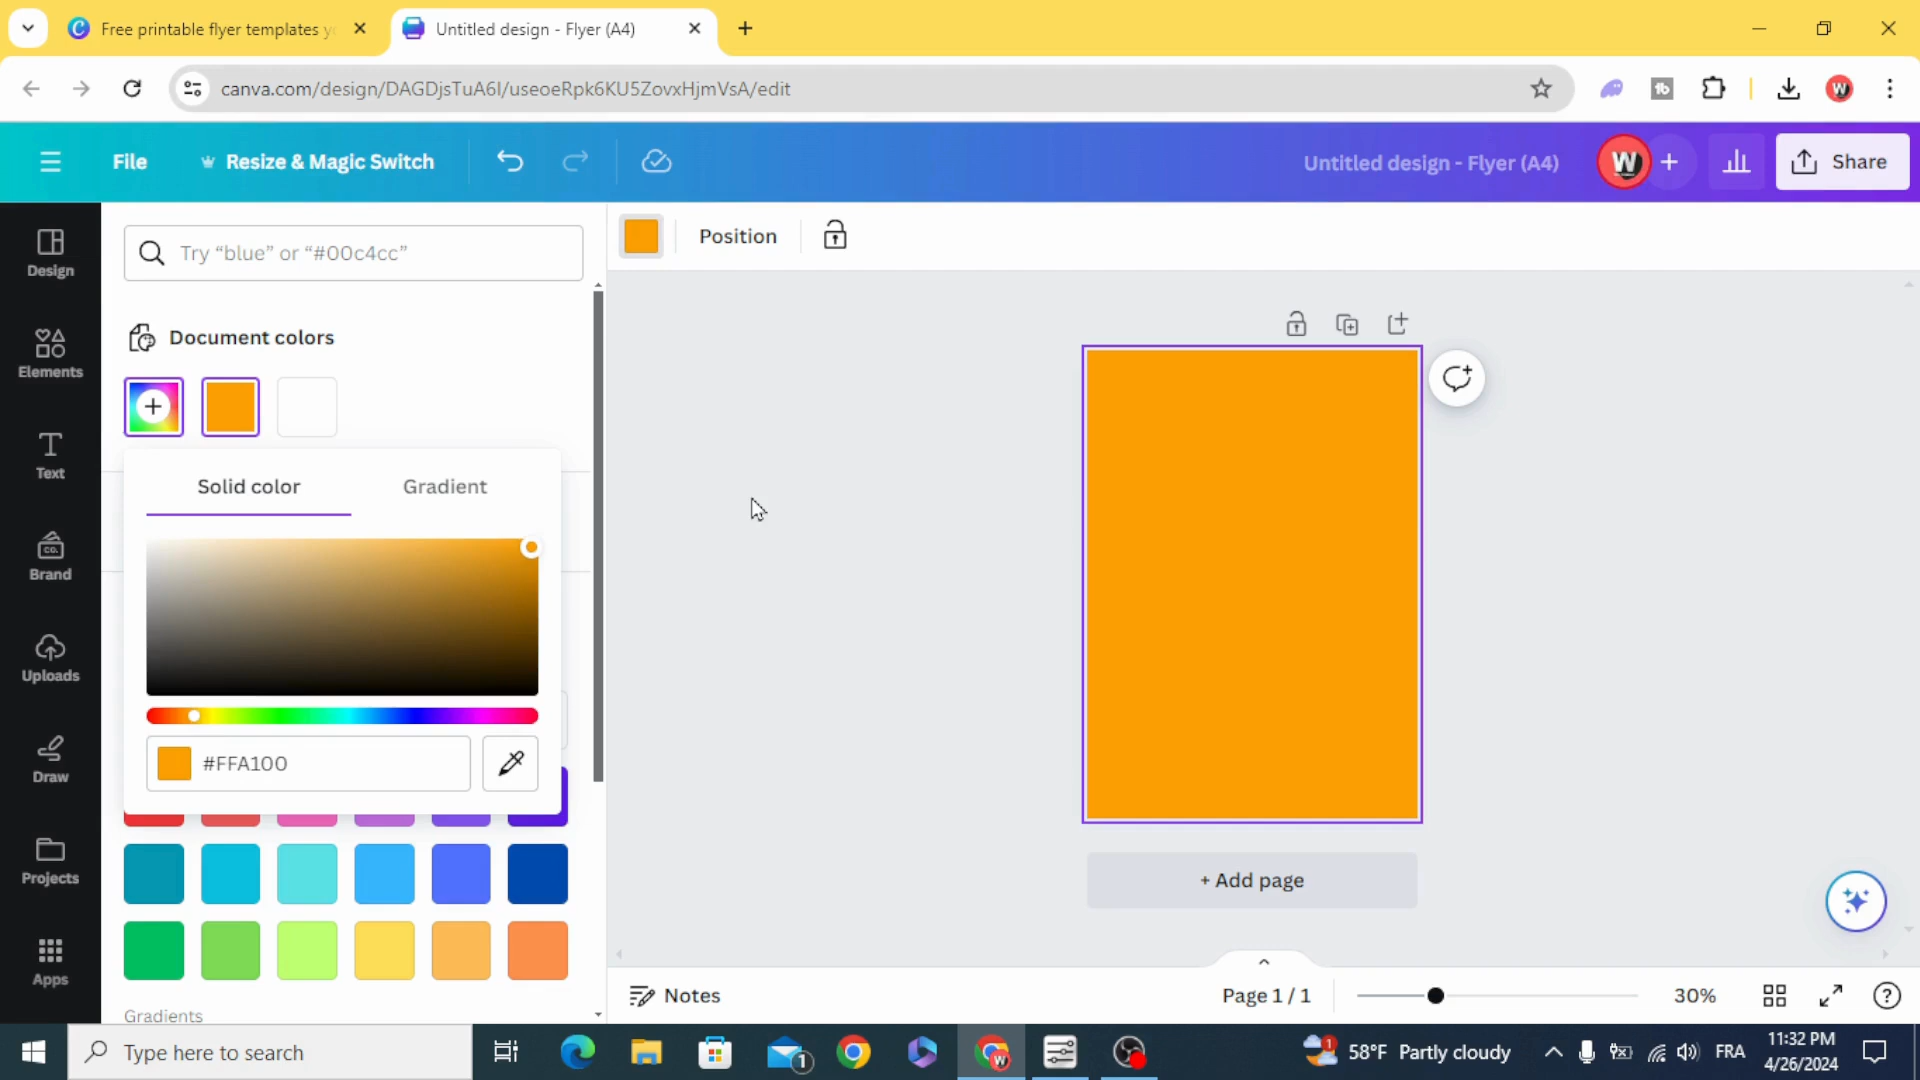 Free printable flyer templates y
Untitled design - Flyer (A4)
canva.com/design/DAGDjsTuA6I/useoeRpk6KU5ZovxHjmVsA/edit
File
Resize & Magic Switch
Untitled design - Flyer (A4)
W
Share
Design
Elements
Text
Brand
Uploads
Draw
Projects
Apps
Try “blue” or “#00c4cc”
Position
Document colors
Solid color
Gradient
#FFA100
Gradients
+ Add page
Notes
Page 1 / 1
30%
Type here to search
1
58°F Partly cloudy
FRA
11:32 PM
4/26/2024